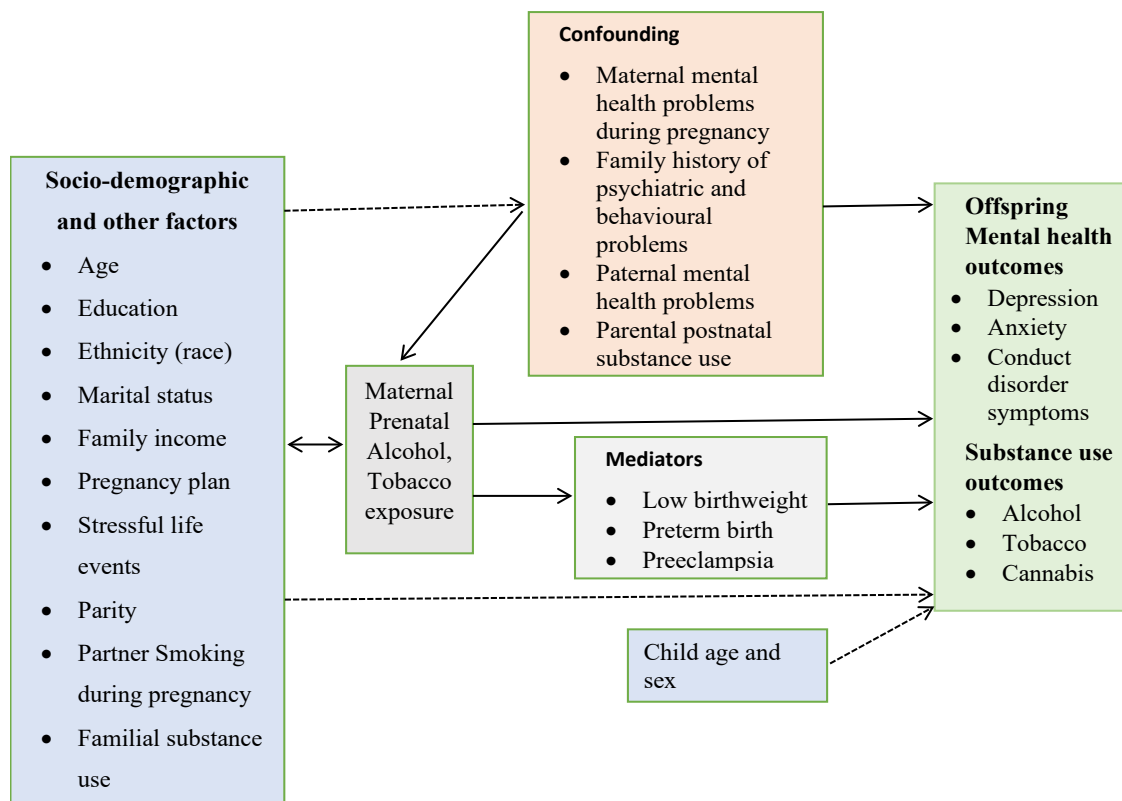 Confounding
• Maternal mental
health problems
during pregnancy
• Family history of
psychiatric and
behavioural
problems
• Paternal mental
health problems
• Parental postnatal
substance use
Socio-demographic
and other factors
• Age
• Education
• Ethnicity (race)
• Marital status
• Family income
• Pregnancy plan
• Stressful life
events
• Parity
• Partner Smoking
during pregnancy
• Familial substance
use
Maternal
Prenatal
Alcohol,
Tobacco
exposure
Mediators
• Low birthweight
• Preterm birth
• Preeclampsia
Child age and
sex
Offspring
Mental health
outcomes
• Depression
• Anxiety
• Conduct
disorder
symptoms
Substance use
outcomes
• Alcohol
• Tobacco
• Cannabis